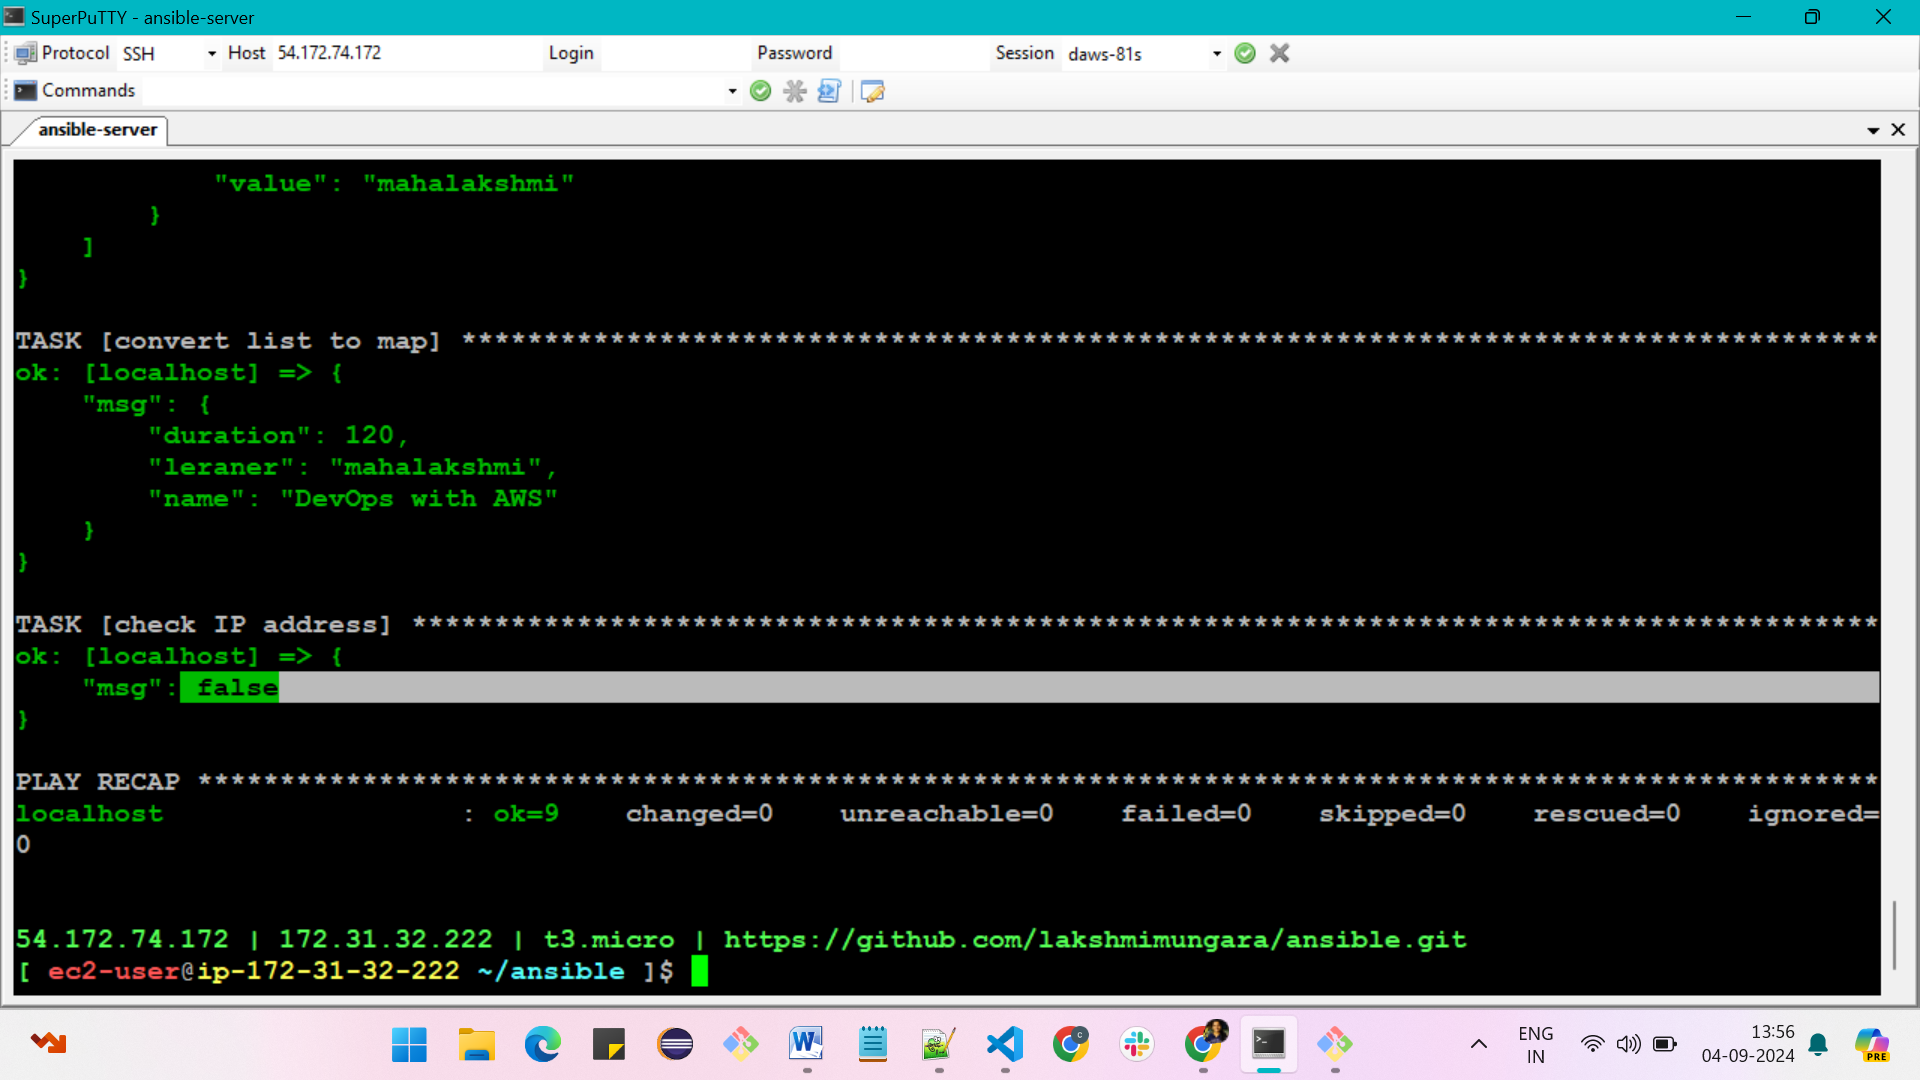 SuperPuTTY - ansible-server
Protocol SSH Host 54.172.74.172 Login Password Session daws-81s
Commands
ansible-server
"value": "mahalakshmi"
}
]
}
TASK [convert list to map] **************************************************************************************
ok: [localhost] => {
"msg": {
"duration": 120,
"leraner": "mahalakshmi",
"name": "DevOps with AWS"
}
}
TASK [check IP address] *****************************************************************************************
ok: [localhost] => {
"msg": false
}
PLAY RECAP ******************************************************************************************************
localhost : ok=9 changed=0 unreachable=0 failed=0 skipped=0 rescued=0 ignored=
0
54.172.74.172 | 172.31.32.222 | t3.micro | https://github.com/lakshmimungara/ansible.git
[ ec2-user@ip-172-31-32-222 ~/ansible ]$
ENG
IN
13:56
04-09-2024
PRE